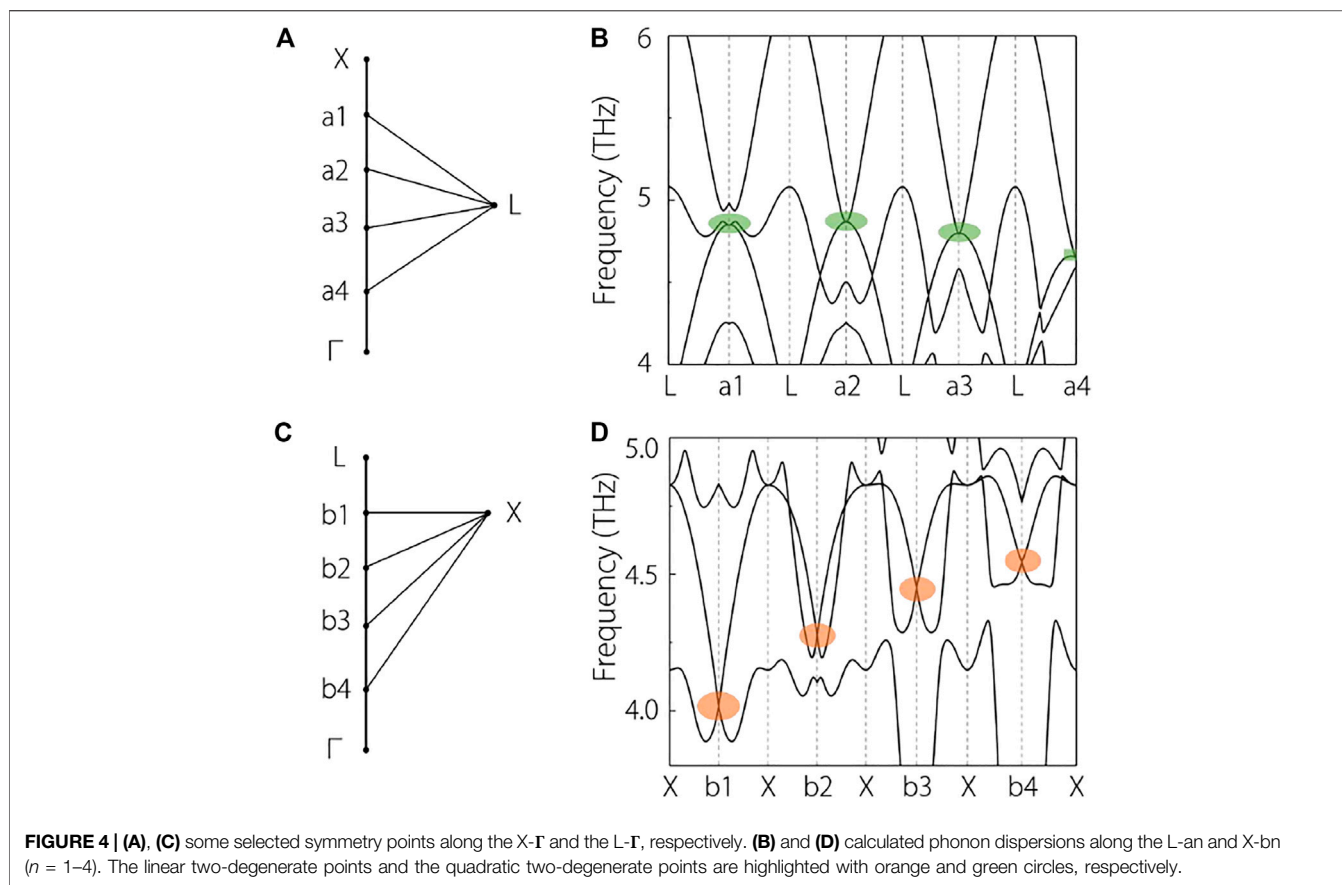 A
X
a1
a2
a3
a4
Γ
L
B
Frequency (THz)
6
5
4
L a1 L a2 L a3 L a4
C
L
b1
b2
b3
b4
Γ
X
D
Frequency (THz)
5.0
4.5
4.0
X b1 X b2 X b3 X b4 X
FIGURE 4 | (A), (C) some selected symmetry points along the X-Γ and the L-Γ, respectively. (B) and (D) calculated phonon dispersions along the L-an and X-bn
(n = 1–4). The linear two-degenerate points and the quadratic two-degenerate points are highlighted with orange and green circles, respectively.